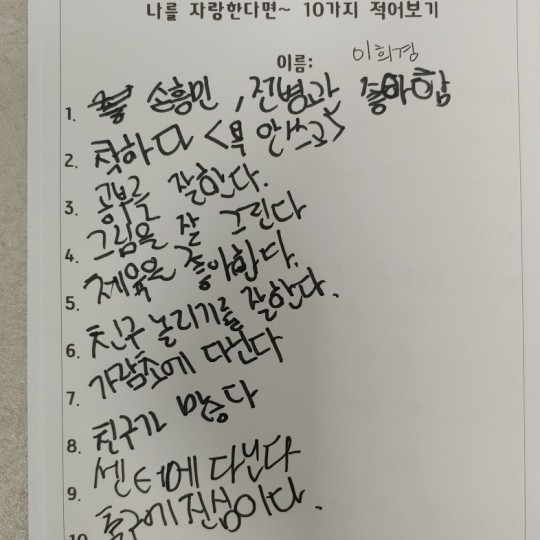 나를 자랑한다면~ 10가지 적어보기
이름: 이희경
1. 손흥민, 전병관 좋아함
2. 착하다 <욕 안 쓰고>
3. 공부를 잘한다.
4. 그림을 잘 그린다
5. 체육을 좋아한다.
6. 친구 놀리기를 잘한다.
7. 가람초에 다닌다
8. 친구가 많다
9. 센터에 다닌다
10 축구에 진심이다.